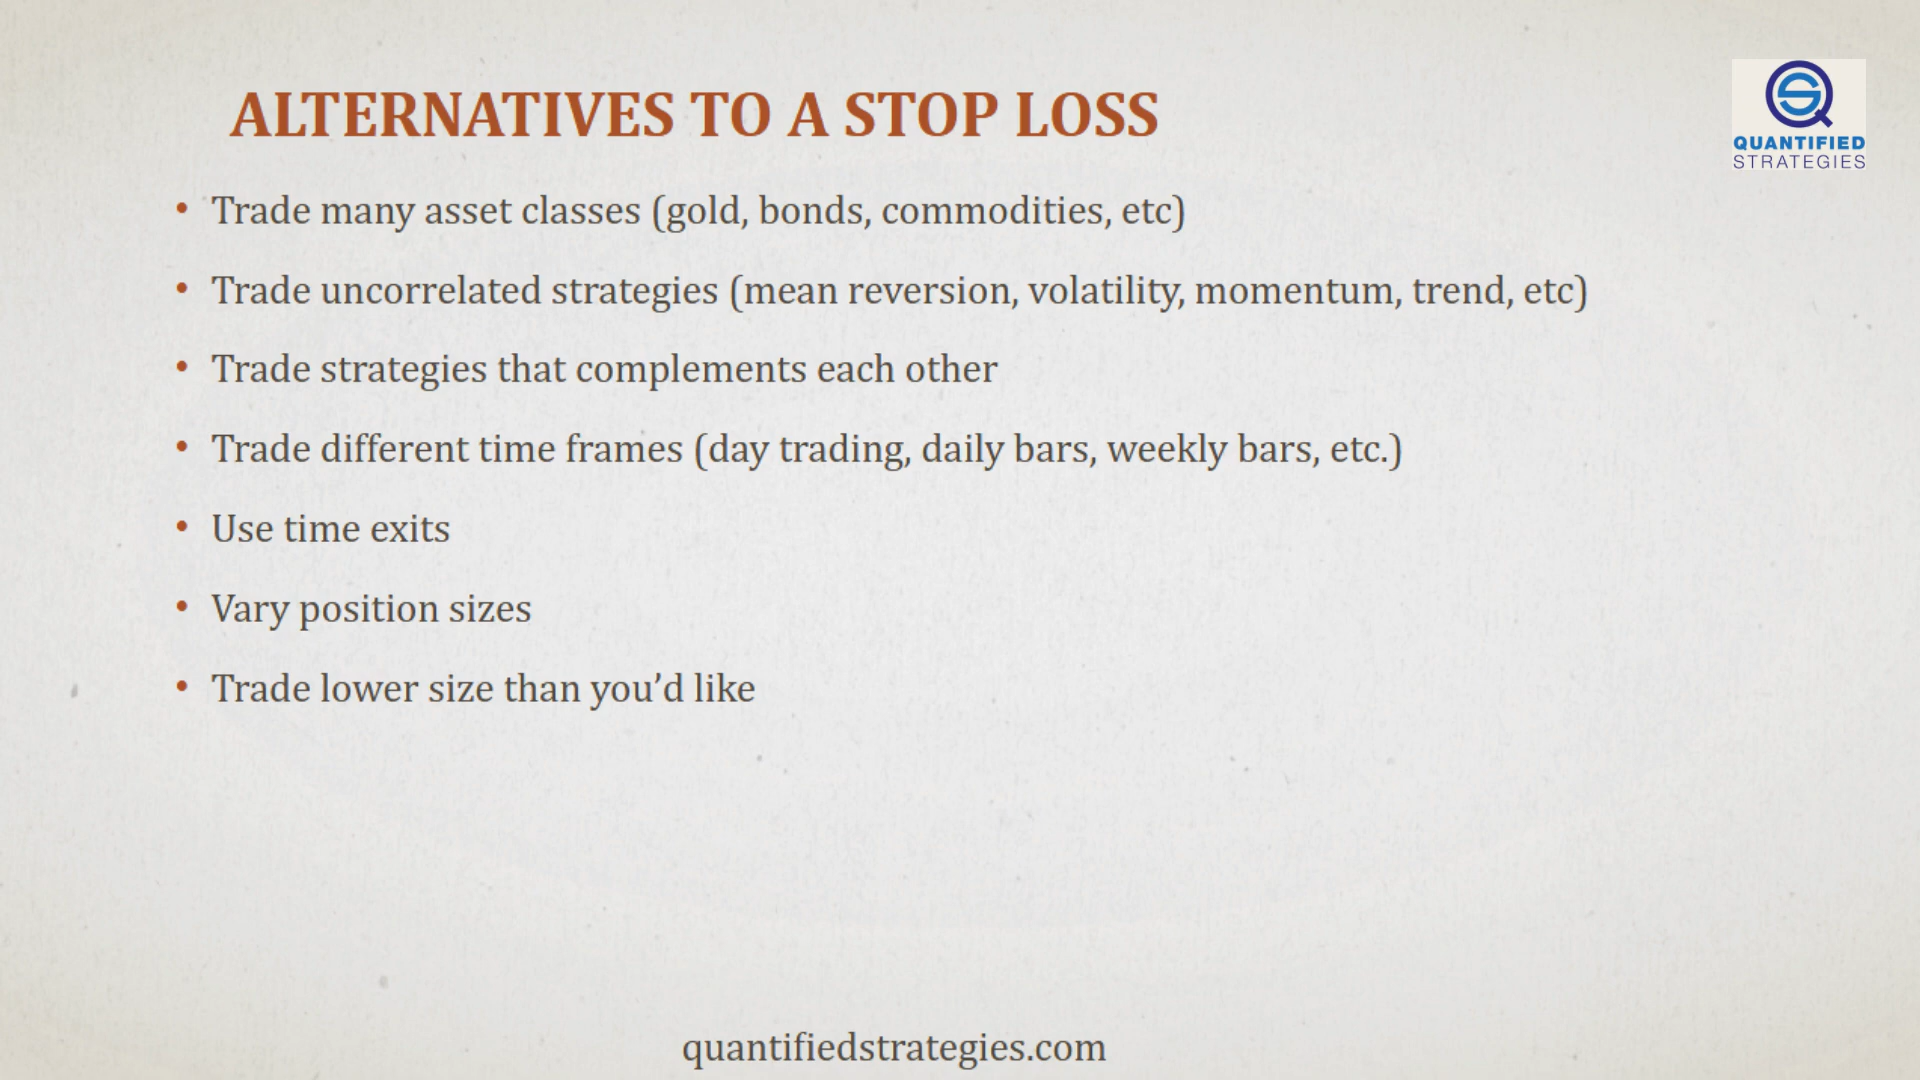 ALTERNATIVES TO A STOP LOSS
QUANTIFIED
STRATEGIES
• Trade many asset classes (gold, bonds, commodities, etc)
• Trade uncorrelated strategies (mean reversion, volatility, momentum, trend, etc)
• Trade strategies that complements each other
• Trade different time frames (day trading, daily bars, weekly bars, etc.)
• Use time exits
• Vary position sizes
• Trade lower size than you’d like
quantifiedstrategies.com